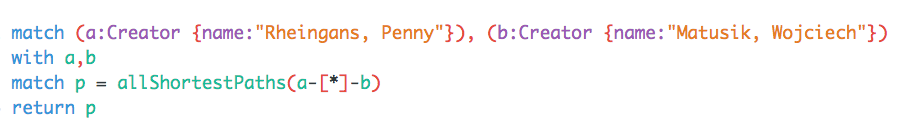 match (a:Creator {name:"Rheingans, Penny"}), (b:Creator {name:"Matusik, Wojciech"})
with a,b
match p = allShortestPaths(a-[*]-b)
return p